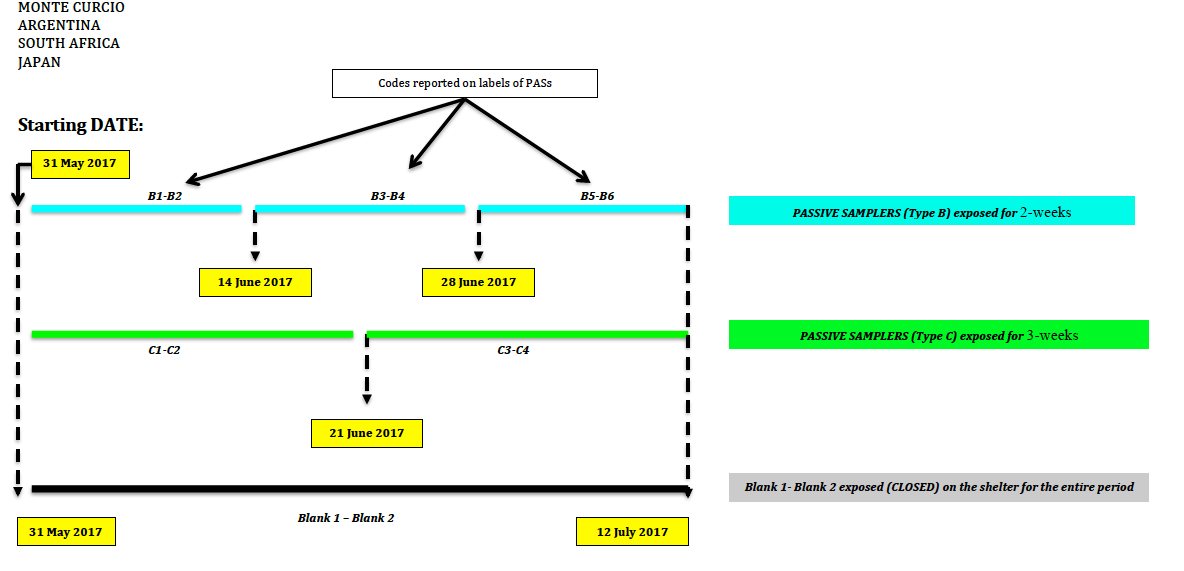 MONTE CURCIO
ARGENTINA
SOUTH AFRICA
JAPAN
Codes reported on labels of PASs
Starting DATE:
31 May 2017
B1-B2
B3-B4
B5-B6
PASSIVE SAMPLERS (Type B) exposed for 2-weeks
14 June 2017
28 June 2017
PASSIVE SAMPLERS (Type C) exposed for 3-weeks
C1-C2
C3-C4
21 June 2017
Blank 1- Blank 2 exposed (CLOSED) on the shelter for the entire period
Blank 1 – Blank 2
31 May 2017
12 July 2017